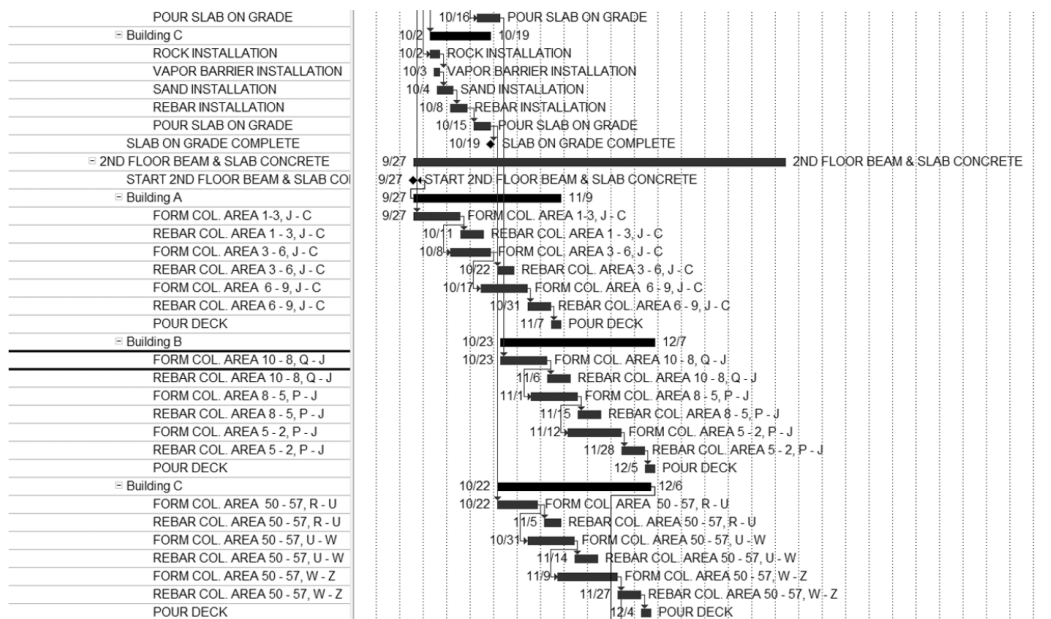 POUR SLAB ON GRADE 10/16 POUR SLAB ON GRADE
Building C 10/2 10/19
ROCK INSTALLATION 10/2 ROCK INSTALLATION
VAPOR BARRIER INSTALLATION 10/3 VAPOR BARRIER INSTALLATION
SAND INSTALLATION 10/4 SAND INSTALLATION
REBAR INSTALLATION 10/8 REBAR INSTALLATION
POUR SLAB ON GRADE 10/15 POUR SLAB ON GRADE
SLAB ON GRADE COMPLETE 10/19 SLAB ON GRADE COMPLETE
2ND FLOOR BEAM & SLAB CONCRETE 9/27 2ND FLOOR BEAM & SLAB CONCRETE
START 2ND FLOOR BEAM & SLAB CO 9/27 START 2ND FLOOR BEAM & SLAB CONCRETE
Building A 9/27 11/9
FORM COL. AREA 1-3, J - C 9/27 FORM COL. AREA 1-3, J - C
REBAR COL. AREA 1 - 3, J - C 10/11 REBAR COL. AREA 1 - 3, J - C
FORM COL. AREA 3 - 6, J - C 10/8 FORM COL. AREA 3 - 6, J - C
REBAR COL. AREA 3 - 6, J - C 10/22 REBAR COL. AREA 3 - 6, J - C
FORM COL. AREA 6 - 9, J - C 10/17 FORM COL. AREA 6 - 9, J - C
REBAR COL. AREA 6 - 9, J - C 10/31 REBAR COL. AREA 6 - 9, J - C
POUR DECK 11/7 POUR DECK
Building B 10/23 12/7
FORM COL. AREA 10 - 8, Q - J 10/23 FORM COL. AREA 10 - 8, Q - J
REBAR COL. AREA 10 - 8, Q - J 11/6 REBAR COL. AREA 10 - 8, Q - J
FORM COL. AREA 8 - 5, P - J 11/1 FORM COL. AREA 8 - 5, P - J
REBAR COL. AREA 8 - 5, P - J 11/15 REBAR COL. AREA 8 - 5, P - J
FORM COL. AREA 5 - 2, P - J 11/12 FORM COL. AREA 5 - 2, P - J
REBAR COL. AREA 5 - 2, P - J 11/28 REBAR COL. AREA 5 - 2, P - J
POUR DECK 12/5 POUR DECK
Building C 10/22 12/6
FORM COL. AREA 50 - 57, R - U 10/22 FORM COL. AREA 50 - 57, R - U
REBAR COL. AREA 50 - 57, R - U 11/5 REBAR COL. AREA 50 - 57, R - U
FORM COL. AREA 50 - 57, U - W 10/31 FORM COL. AREA 50 - 57, U - W
REBAR COL. AREA 50 - 57, U - W 11/14 REBAR COL. AREA 50 - 57, U - W
FORM COL. AREA 50 - 57, W - Z 11/9 FORM COL. AREA 50 - 57, W - Z
REBAR COL. AREA 50 - 57, W - Z 11/27 REBAR COL. AREA 50 - 57, W - Z
POUR DECK 12/4 POUR DECK